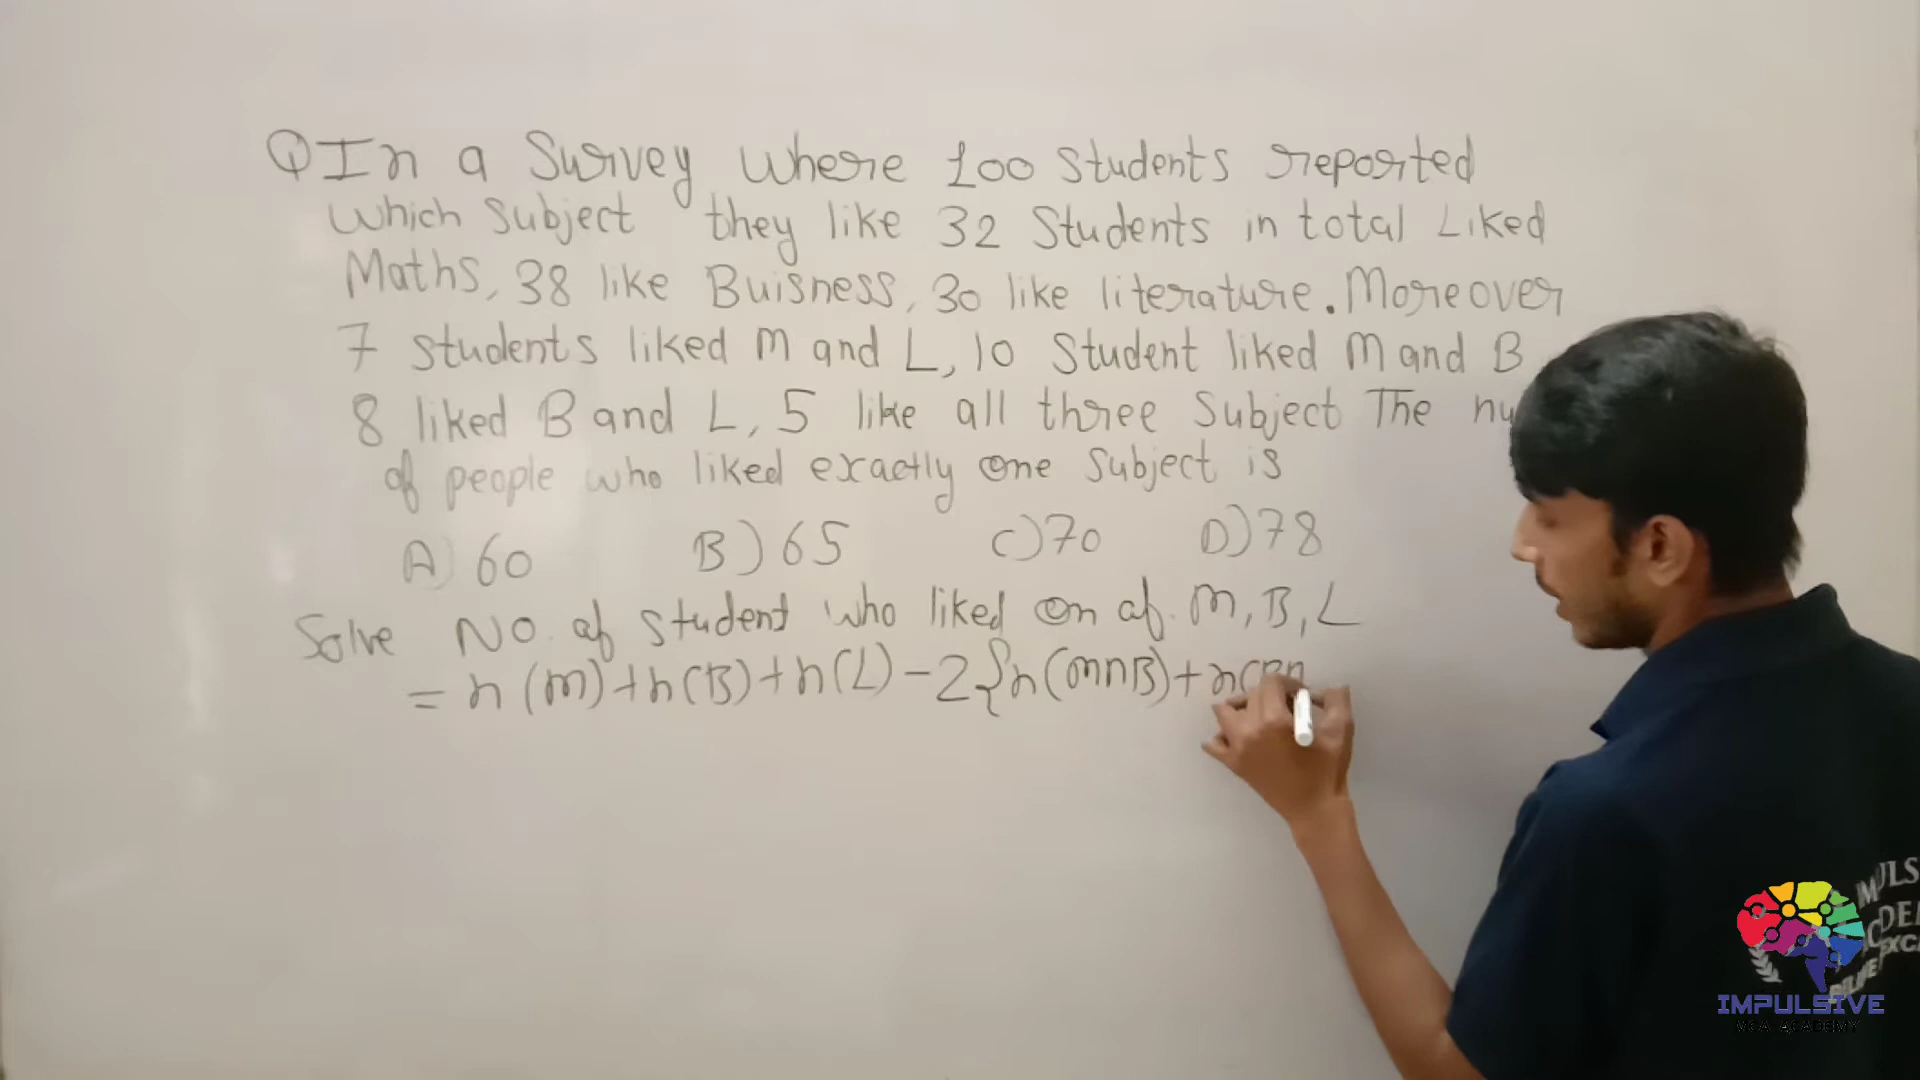 Q In a Survey Where 100 Students reported
Which Subject they like 32 Students in total Liked
Maths, 38 like Buisness, 30 like literature. Moreover
7 students liked M and L, 10 Student liked M and B
8 liked B and L, 5 like all three Subject The nu
of people who liked exactly one Subject is
A) 60 B) 65 C) 70 D) 78
Solve No. of student who liked on of M, B, L
= n(M) + n(B) + n(L) - 2{n(M∩B) + n(B∩
IMPULSIVE
ACADEMY